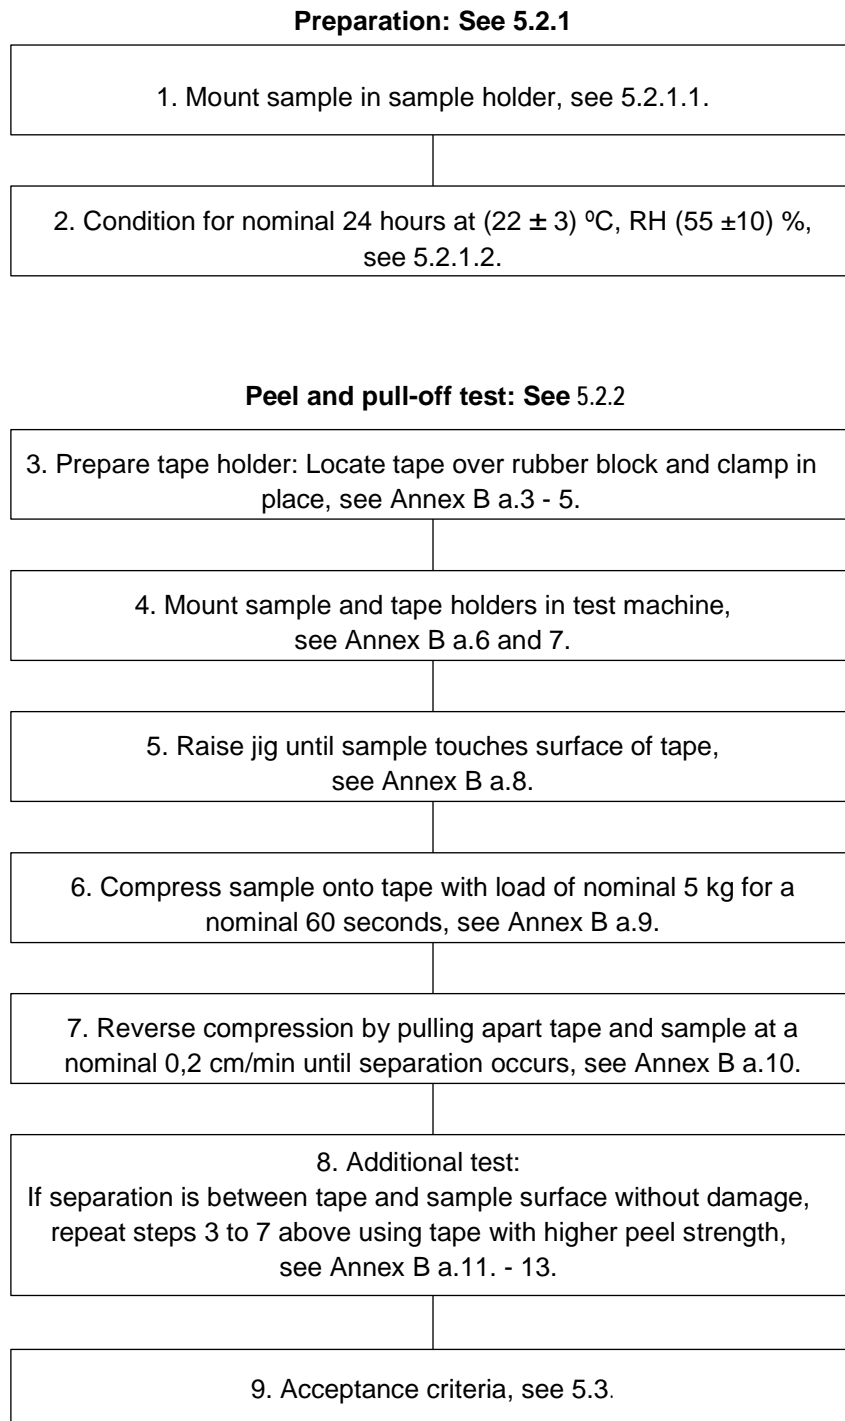 Preparation: See 5.2.1
1. Mount sample in sample holder, see 5.2.1.1.
2. Condition for nominal 24 hours at (22 ± 3) ºC, RH (55 ±10) %,
see 5.2.1.2.
Peel and pull-off test: See 5.2.2
3. Prepare tape holder: Locate tape over rubber block and clamp in
place, see Annex B a.3 - 5.
4. Mount sample and tape holders in test machine,
see Annex B a.6 and 7.
5. Raise jig until sample touches surface of tape,
see Annex B a.8.
6. Compress sample onto tape with load of nominal 5 kg for a
nominal 60 seconds, see Annex B a.9.
7. Reverse compression by pulling apart tape and sample at a
nominal 0,2 cm/min until separation occurs, see Annex B a.10.
8. Additional test:
If separation is between tape and sample surface without damage,
repeat steps 3 to 7 above using tape with higher peel strength,
see Annex B a.11. - 13.
9. Acceptance criteria, see 5.3.